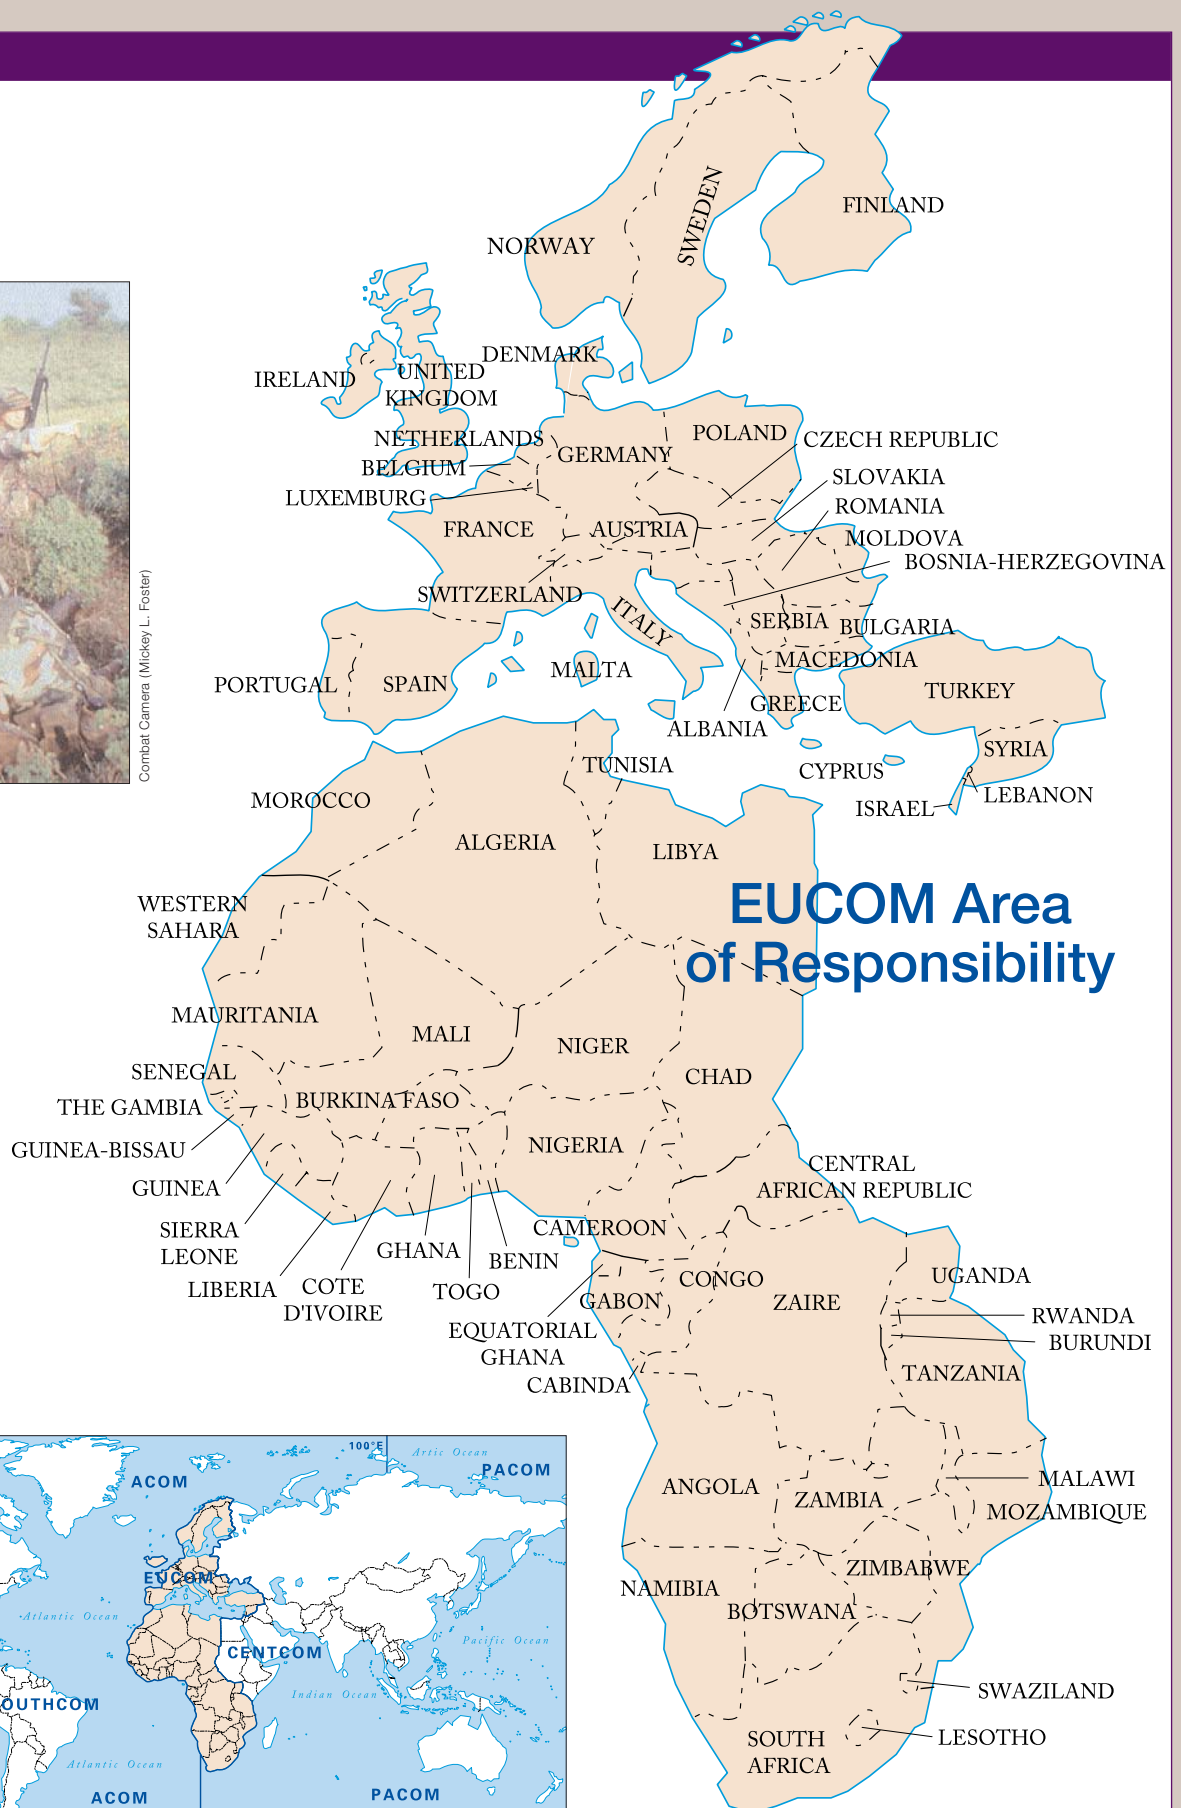 NORWAY
SWEDEN
FINLAND
DENMARK
IRELAND
UNITED
KINGDOM
NETHERLANDS
BELGIUM
LUXEMBURG
GERMANY
POLAND
CZECH REPUBLIC
SLOVAKIA
ROMANIA
MOLDOVA
BOSNIA-HERZEGOVINA
FRANCE
AUSTRIA
SWITZERLAND
ITALY
SERBIA
BULGARIA
MACEDONIA
PORTUGAL
SPAIN
MALTA
GREECE
ALBANIA
TURKEY
SYRIA
CYPRUS
LEBANON
ISRAEL
Combat Camera (Mickey L. Foster)
TUNISIA
MOROCCO
ALGERIA
LIBYA
EUCOM Area
of Responsibility
WESTERN
SAHARA
MAURITANIA
MALI
NIGER
CHAD
SENEGAL
THE GAMBIA
BURKINA FASO
GUINEA-BISSAU
NIGERIA
GUINEA
CENTRAL
AFRICAN REPUBLIC
SIERRA
LEONE
LIBERIA
COTE
D'IVOIRE
GHANA
TOGO
BENIN
CAMEROON
EQUATORIAL
GHANA
GABON
CONGO
CABINDA
ZAIRE
UGANDA
RWANDA
BURUNDI
TANZANIA
ANGOLA
ZAMBIA
MALAWI
MOZAMBIQUE
ZIMBABWE
NAMIBIA
BOTSWANA
SWAZILAND
LESOTHO
SOUTH
AFRICA
100°E
Artic Ocean
ACOM
PACOM
EUCOM
Atlantic Ocean
CENTCOM
Pacific Ocean
Indian Ocean
OUTHCOM
Atlantic Ocean
ACOM
PACOM